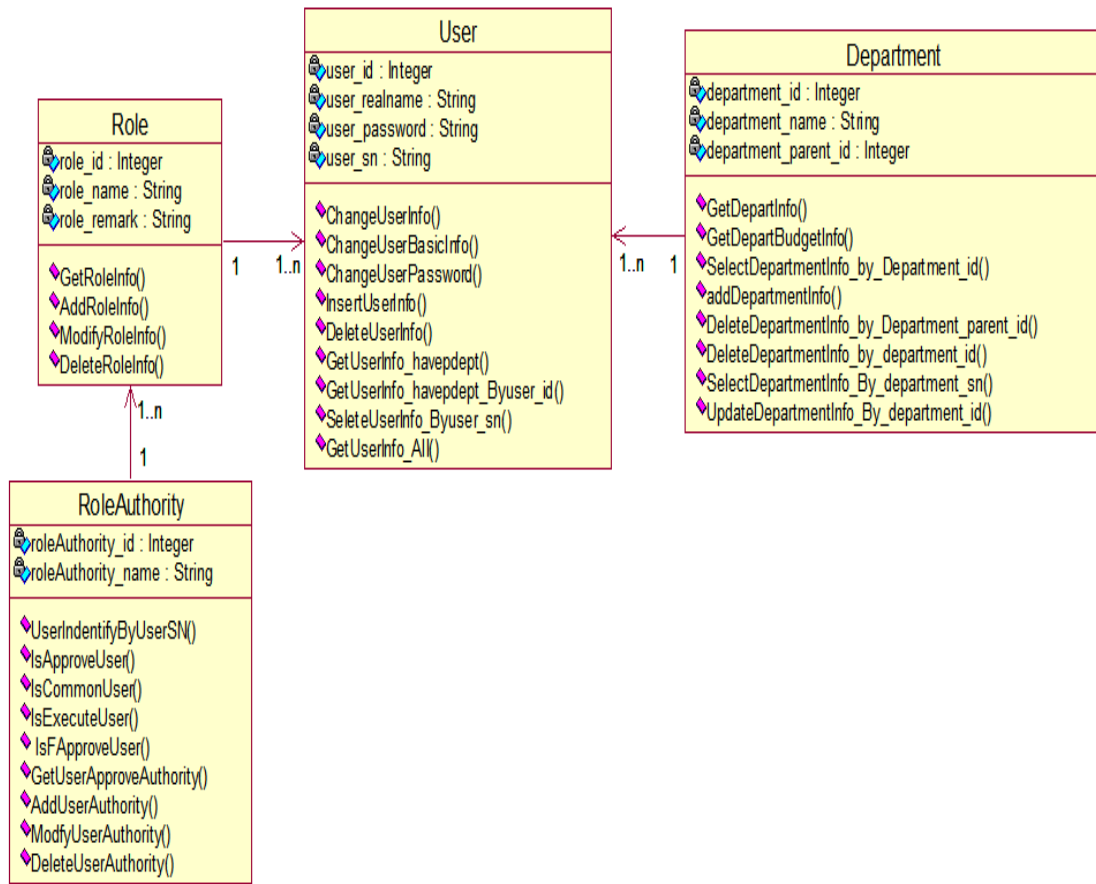 Role
role_id : Integer
role_name : String
role_remark : String
GetRoleInfo()
AddRoleInfo()
ModifyRoleInfo()
DeleteRoleInfo()
1
1..n
User
user_id : Integer
user_realname : String
user_password : String
user_sn : String
ChangeUserInfo()
ChangeUserBasicInfo()
ChangeUserPassword()
InsertUserInfo()
DeleteUserInfo()
GetUserInfo_havepdept()
GetUserInfo_havepdept_Byuser_id()
SeleteUserInfo_Byuser_sn()
GetUserInfo_All()
1..n
1
Department
department_id : Integer
department_name : String
department_parent_id : Integer
GetDepartInfo()
GetDepartBudgetInfo()
SelectDepartmentInfo_by_Department_id()
addDepartmentInfo()
DeleteDepartmentInfo_by_Department_parent_id()
DeleteDepartmentInfo_by_department_id()
SelectDepartmentInfo_By_department_sn()
UpdateDepartmentInfo_By_department_id()
1..n
1
RoleAuthority
roleAuthority_id : Integer
roleAuthority_name : String
UserIndentifyByUserSN()
IsApproveUser()
IsCommonUser()
IsExecuteUser()
IsFApproveUser()
GetUserApproveAuthority()
AddUserAuthority()
ModfyUserAuthority()
DeleteUserAuthority()